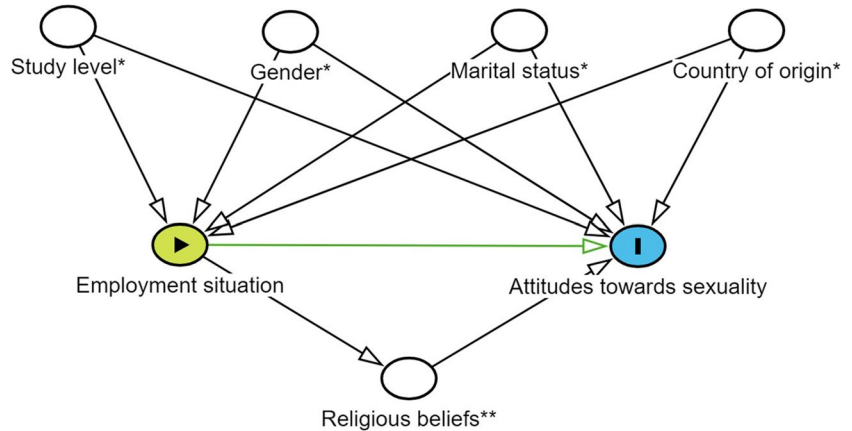 Study level*
Gender*
Marital status*
Country of origin*
Employment situation
Attitudes towards sexuality
Religious beliefs**